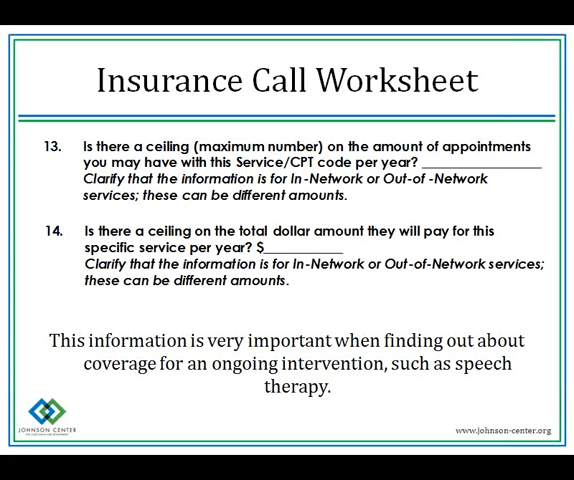 Insurance Call Worksheet
13. Is there a ceiling (maximum number) on the amount of appointments
you may have with this Service/CPT code per year? ________________
Clarify that the information is for In-Network or Out-of -Network
services; these can be different amounts.
14. Is there a ceiling on the total dollar amount they will pay for this
specific service per year? $___________
Clarify that the information is for In-Network or Out-of-Network services;
these can be different amounts.
This information is very important when finding out about
coverage for an ongoing intervention, such as speech
therapy.
JOHNSON CENTER
www.johnson-center.org